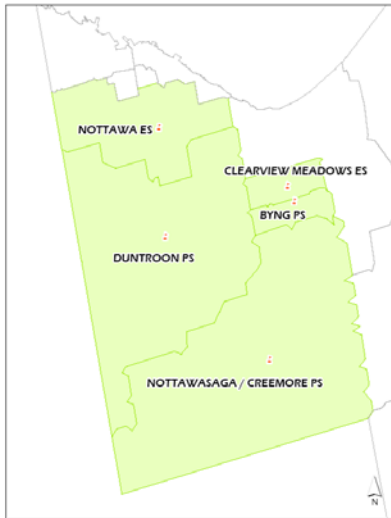 NOTTAWA ES
CLEARVIEW MEADOWS ES
BYNG PS
DUNTROON PS
NOTTAWASAGA / CREEMORE PS
N